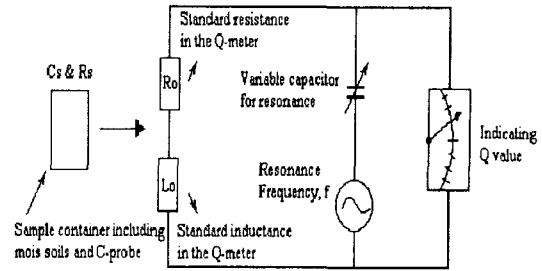 Standard resistance
in the Q-meter
Cs & Rs
Ro
Variable capacitor
for resonance
Indicating
Q value
Resonance
Frequency, f
Lo
Sample container including
mois soils and C-probe
Standard inductance
in the Q-meter